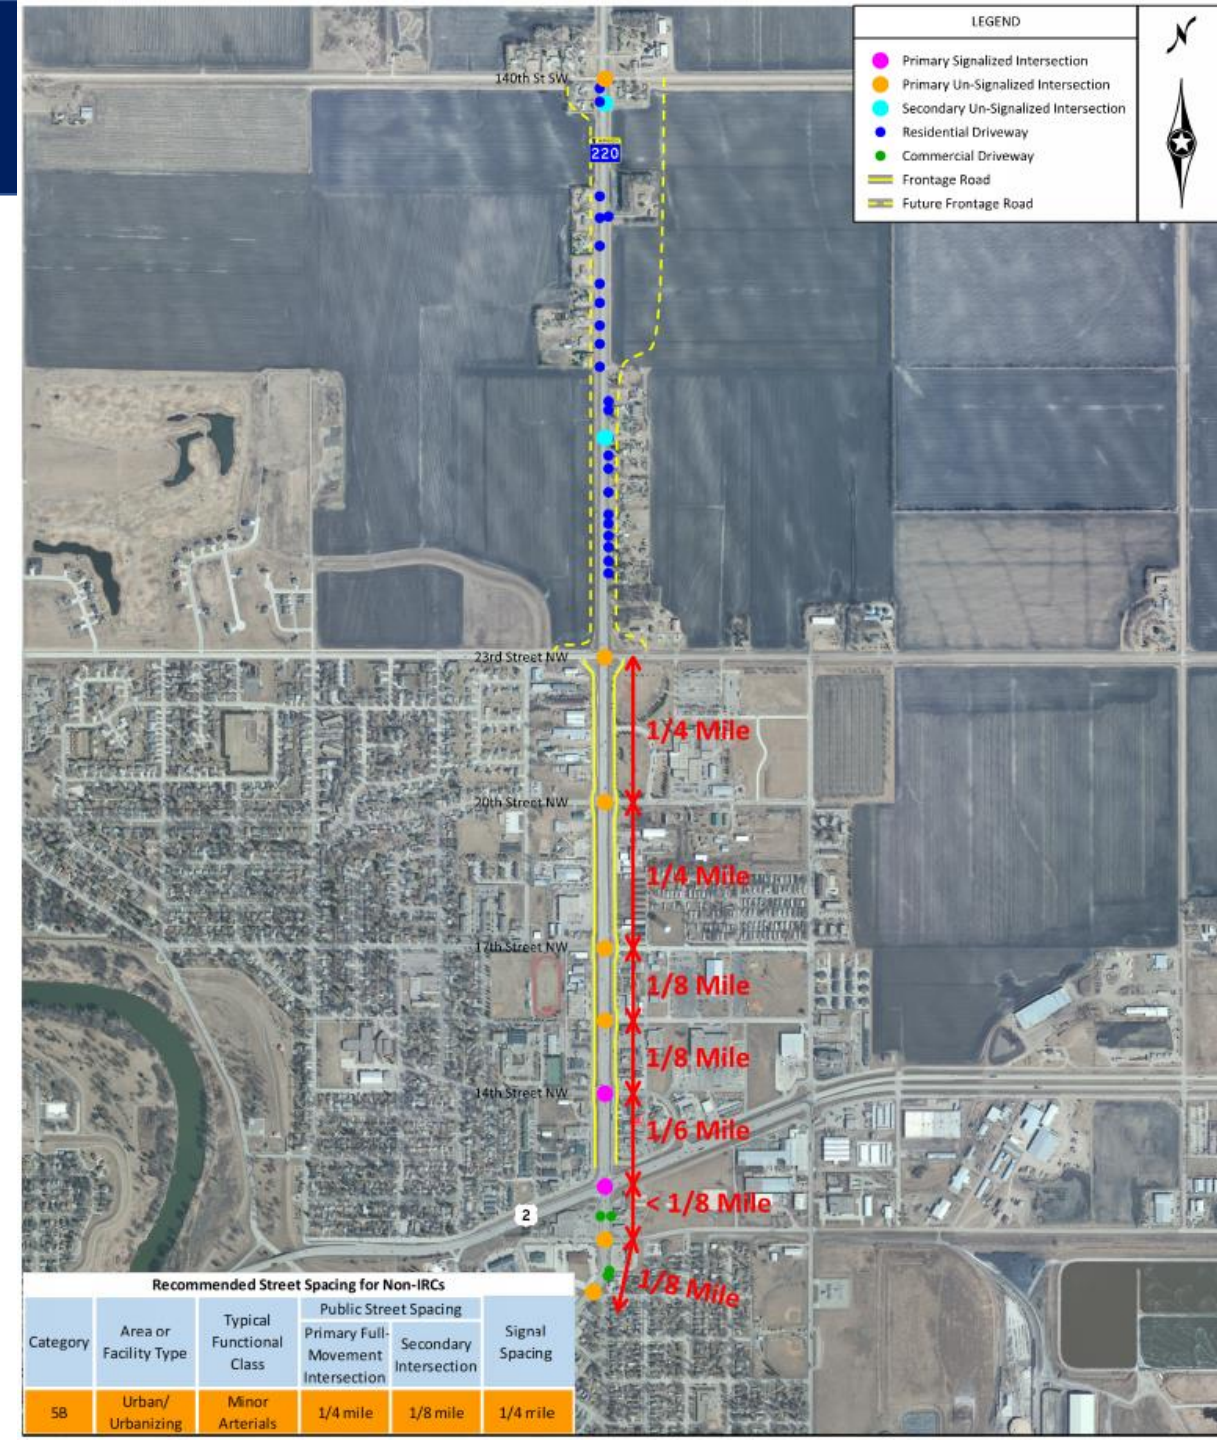 LEGEND
Primary Signalized Intersection
Primary Un-Signalized Intersection
Secondary Un-Signalized Intersection
Residential Driveway
Commercial Driveway
Frontage Road
Future Frontage Road
N
140th St SW
220
23rd Street NW
1/4 Mile
20th Street NW
1/4 Mile
17th Street NW
1/8 Mile
1/8 Mile
14th Street NW
1/6 Mile
< 1/8 Mile
2
1/8 Mile
Recommended Street Spacing for Non-IRCs
Category
Area or
Facility Type
Typical
Functional
Class
Public Street Spacing
Primary Full-
Movement
Intersection
Secondary
Intersection
Signal
Spacing
5B
Urban/
Urbanizing
Minor
Arterials
1/4 mile
1/8 mile
1/4 mile